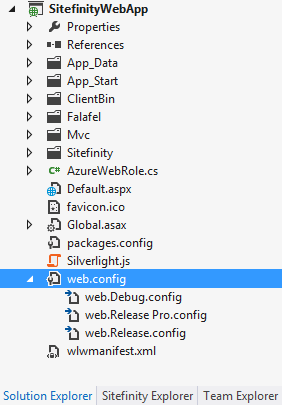 SitefinityWebApp
Properties
References
App_Data
App_Start
ClientBin
Falafel
Mvc
Sitefinity
C# AzureWebRole.cs
Default.aspx
favicon.ico
Global.asax
packages.config
Silverlight.js
web.config
web.Debug.config
web.Release Pro.config
web.Release.config
wlwmanifest.xml
Solution Explorer Sitefinity Explorer Team Explorer